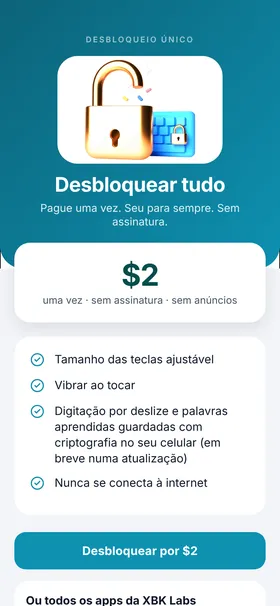 DESBLOQUEIO ÚNICO
Desbloquear tudo
Pague uma vez. Seu para sempre. Sem
assinatura.
$2
uma vez · sem assinatura · sem anúncios
Tamanho das teclas ajustável
Vibrar ao tocar
Digitação por deslize e palavras
aprendidas guardadas com
criptografia no seu celular (em
breve numa atualização)
Nunca se conecta à internet
Desbloquear por $2
Ou todos os apps da XBK Labs